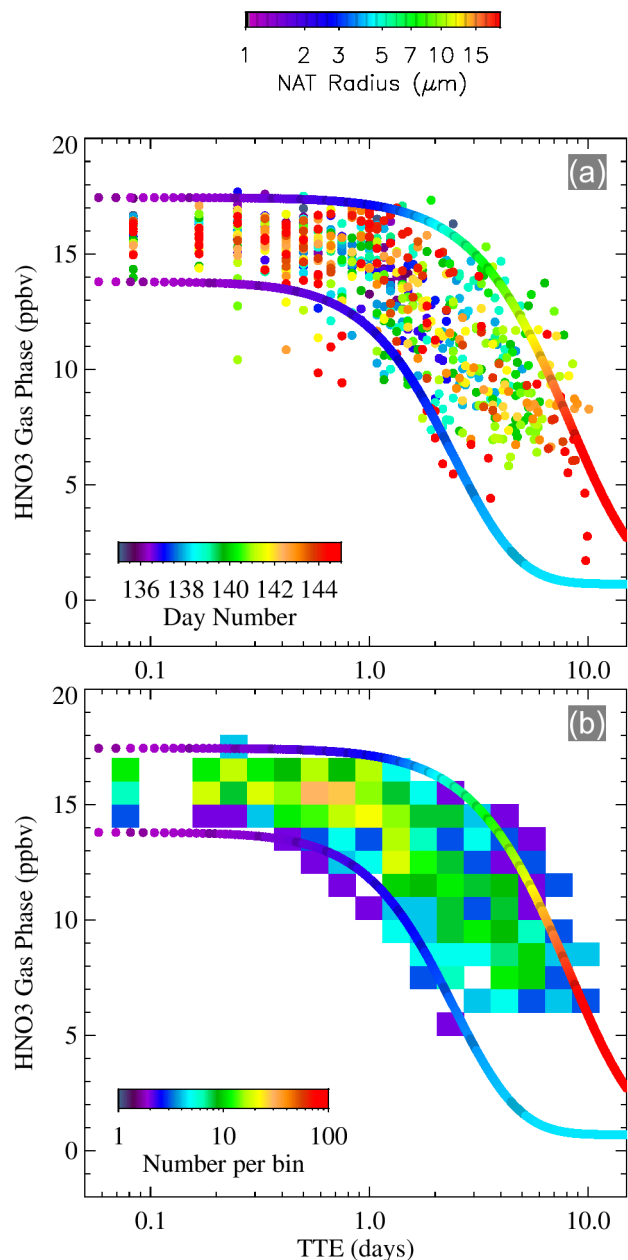 1 2 3 5 7 10 15
NAT Radius (μm)
20
(a)
15
HNO3 Gas Phase (ppbv)
10
5
136 138 140 142 144
0
Day Number
0.1 1.0 10.0
20
(b)
15
HNO3 Gas Phase (ppbv)
10
5
1 10 100
0
Number per bin
0.1 1.0 10.0
TTE (days)